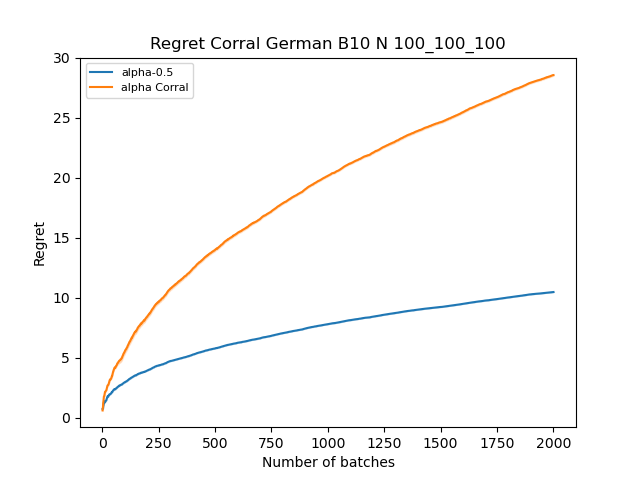 Regret Corral German B10 N 100_100_100
alpha-0.5
alpha Corral
30
25
20
15
10
5
0
Regret
0 250 500 750 1000 1250 1500 1750 2000
Number of batches